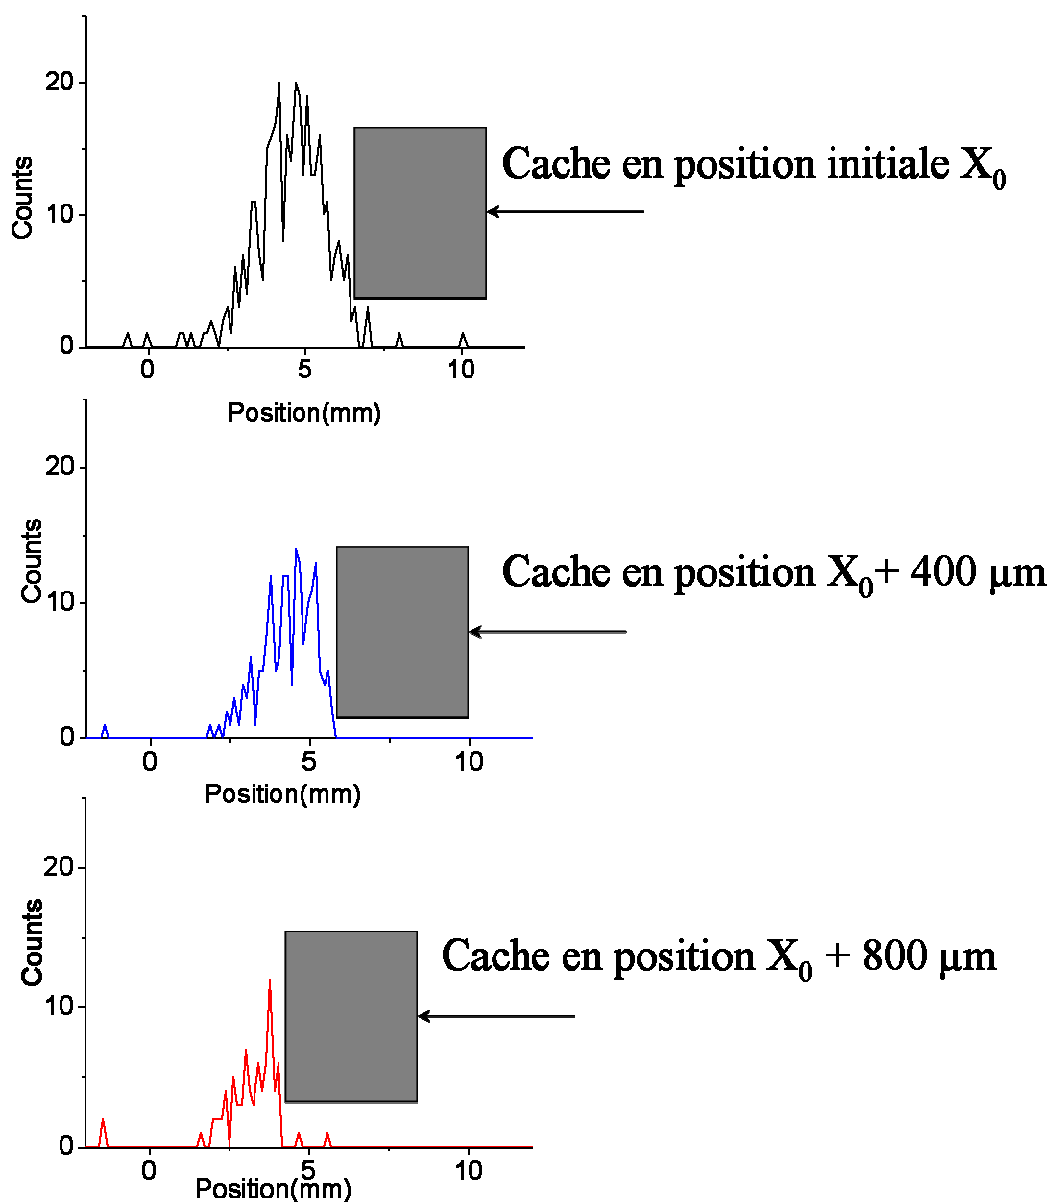 20
10
0
Counts
0 5 10
Position(mm)
Cache en position initiale X₀
20
10
0
Counts
0 5 10
Position(mm)
Cache en position X₀+ 400 µm
20
10
0
Counts
0 5 10
Position(mm)
Cache en position X₀ + 800 µm